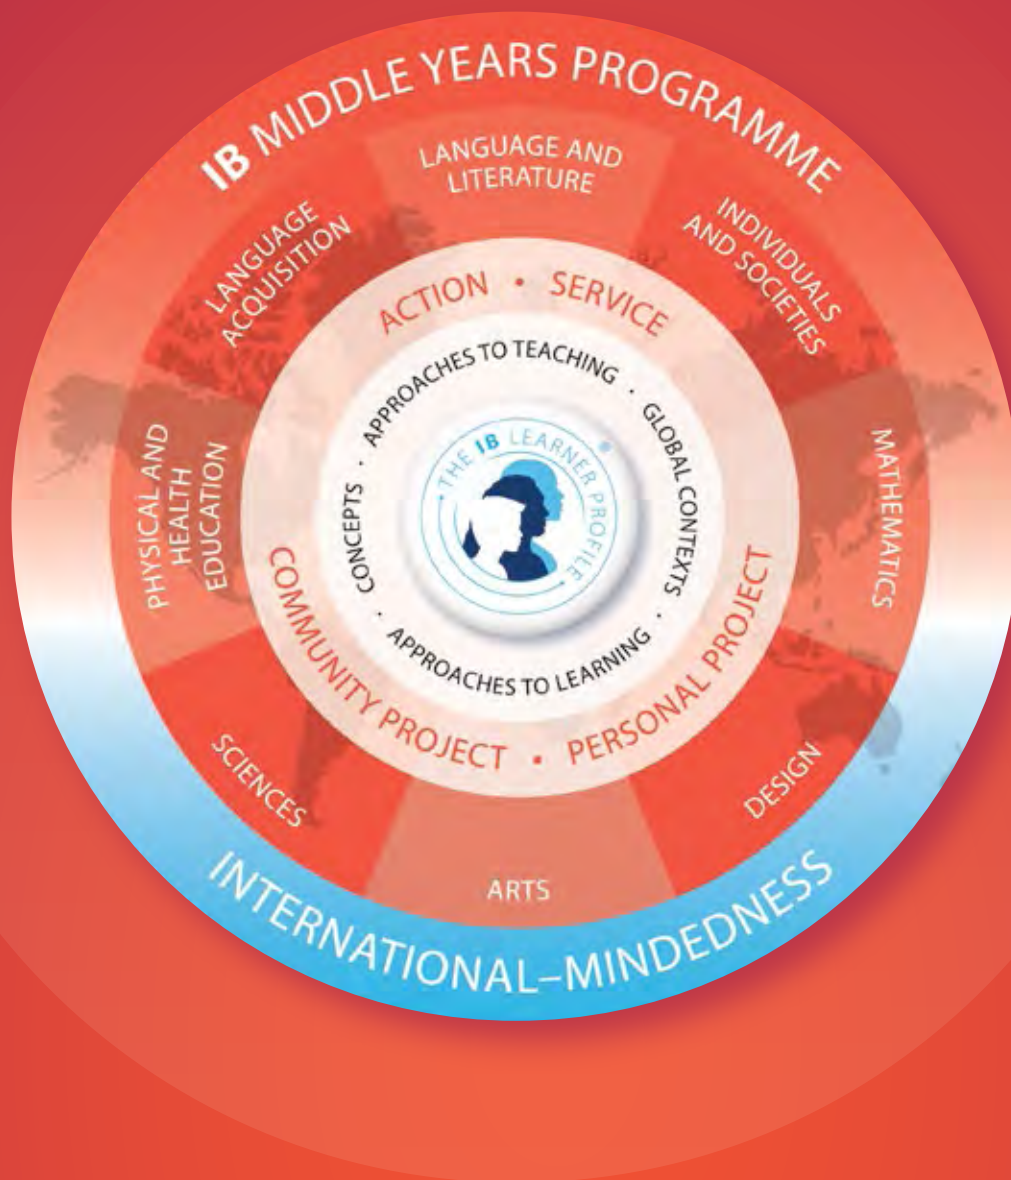 IB MIDDLE YEARS PROGRAMME
LANGUAGE AND
LITERATURE
LANGUAGE
ACQUISITION
INDIVIDUALS
AND SOCIETIES
PHYSICAL AND
HEALTH
EDUCATION
MATHEMATICS
SCIENCES
DESIGN
ARTS
ACTION • SERVICE
COMMUNITY PROJECT • PERSONAL PROJECT
APPROACHES TO TEACHING · GLOBAL CONTEXTS · APPROACHES TO LEARNING · CONCEPTS ·
• THE IB LEARNER PROFILE • ®
INTERNATIONAL–MINDEDNESS